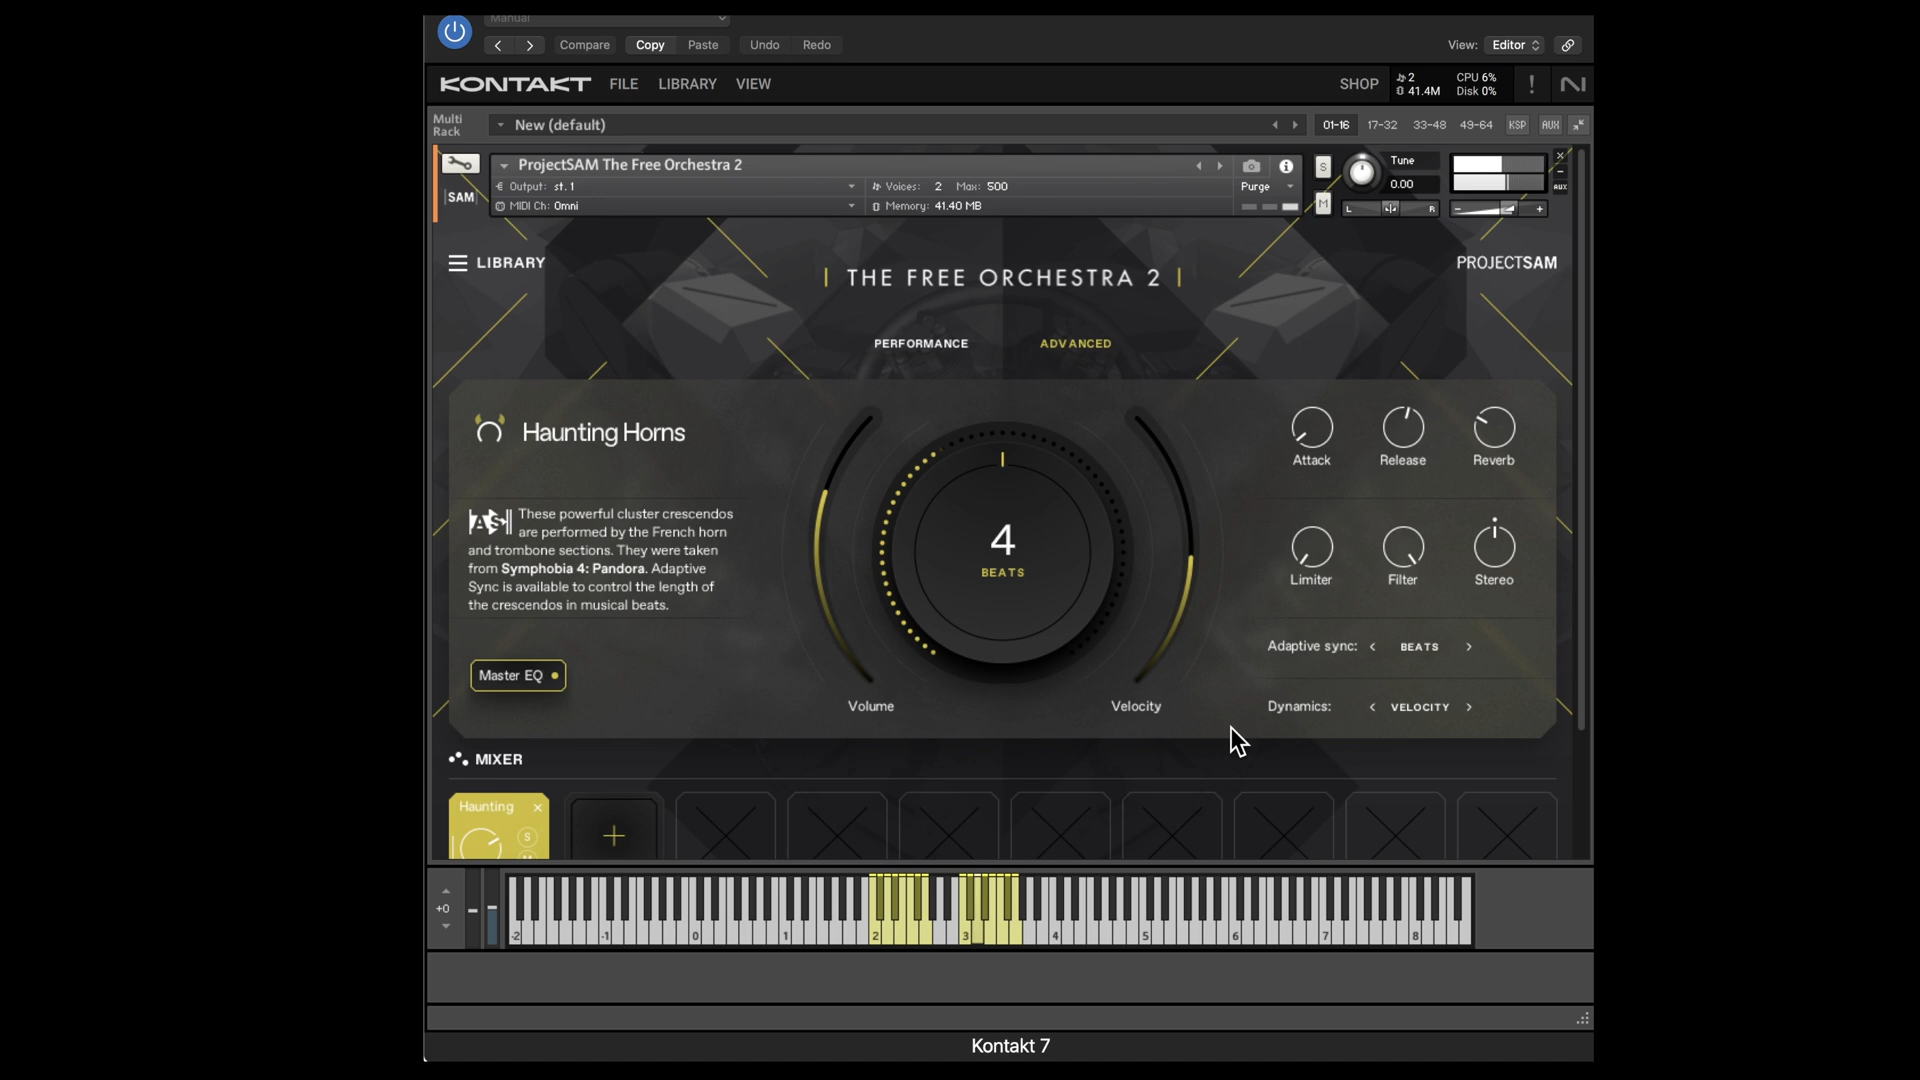 Manual
Compare Copy Paste Undo Redo View: Editor
KONTAKT FILE LIBRARY VIEW SHOP 2 CPU 6%
41.4M Disk 0% !
Multi
Rack
New (default) 01-16 17-32 33-48 49-64 KSP AUX
ProjectSAM The Free Orchestra 2
SAM
Output: st. 1 Voices: 2 Max: 500 Purge
MIDI Ch: Omni Memory: 41.40 MB
S
M
Tune
0.00
L R - +
AUX
LIBRARY
THE FREE ORCHESTRA 2
PROJECTSAM
PERFORMANCE ADVANCED
Haunting Horns
AS These powerful cluster crescendos
are performed by the French horn
and trombone sections. They were taken
from Symphobia 4: Pandora. Adaptive
Sync is available to control the length of
the crescendos in musical beats.
Master EQ
4
BEATS
Volume
Velocity
Attack Release Reverb
Limiter Filter Stereo
Adaptive sync: < BEATS >
Dynamics: < VELOCITY >
MIXER
Haunting ×
S
+
+0
-2 -1 0 1 2 3 4 5 6 7 8
Kontakt 7